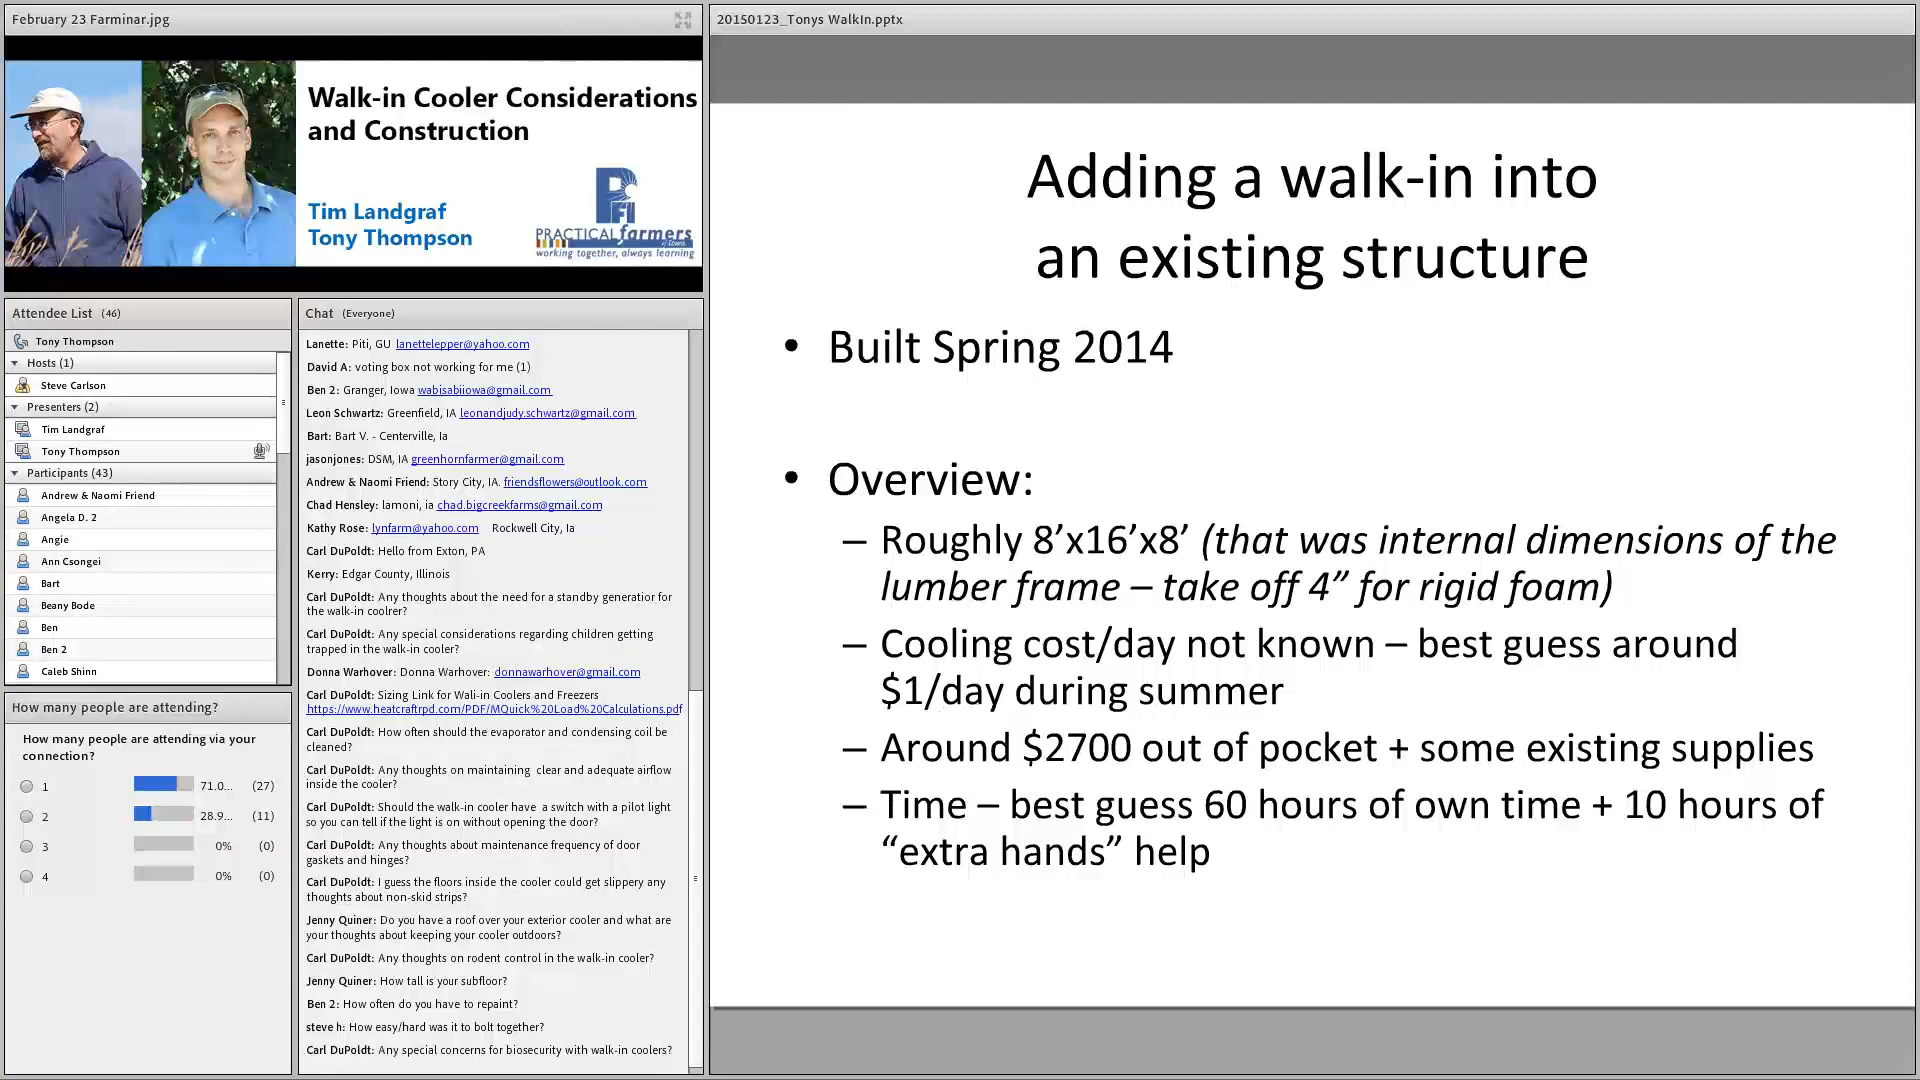 February 23 Farminar.jpg
Walk-in Cooler Considerations
and Construction
Tim Landgraf
Tony Thompson
PFI
PRACTICAL farmers
of Iowa
working together, always learning
Attendee List (46)
Tony Thompson
Hosts (1)
Steve Carlson
Presenters (2)
Tim Landgraf
Tony Thompson
Participants (43)
Andrew & Naomi Friend
Angela D. 2
Angie
Ann Csongei
Bart
Beany Bode
Ben
Ben 2
Caleb Shinn
How many people are attending?
How many people are attending via your
connection?
1 71.0... (27)
2 28.9... (11)
3 0% (0)
4 0% (0)
Chat (Everyone)
Lanette: Piti, GU lanettelepper@yahoo.com
David A: voting box not working for me (1)
Ben 2: Granger, Iowa wabisabiiowa@gmail.com
Leon Schwartz: Greenfield, IA leonandjudy.schwartz@gmail.com
Bart: Bart V. - Centerville, Ia
jasonjones: DSM, IA greenhornfarmer@gmail.com
Andrew & Naomi Friend: Story City, IA. friendsflowers@outlook.com
Chad Hensley: lamoni, ia chad.bigcreekfarms@gmail.com
Kathy Rose: lynfarm@yahoo.com Rockwell City, Ia
Carl DuPoldt: Hello from Exton, PA
Kerry: Edgar County, Illinois
Carl DuPoldt: Any thoughts about the need for a standby generatior for
the walk-in coolrer?
Carl DuPoldt: Any special considerations regarding children getting
trapped in the walk-in cooler?
Donna Warhover: Donna Warhover: donnawarhover@gmail.com
Carl DuPoldt: Sizing Link for Wali-in Coolers and Freezers
https://www.heatcraftrpd.com/PDF/MQuick%20Load%20Calculations.pdf
Carl DuPoldt: How often should the evaporator and condensing coil be
cleaned?
Carl DuPoldt: Any thoughts on maintaining clear and adequate airflow
inside the cooler?
Carl DuPoldt: Should the walk-in cooler have a switch with a pilot light
so you can tell if the light is on without opening the door?
Carl DuPoldt: Any thoughts about maintenance frequency of door
gaskets and hinges?
Carl DuPoldt: I guess the floors inside the cooler could get slippery any
thoughts about non-skid strips?
Jenny Quiner: Do you have a roof over your exterior cooler and what are
your thoughts about keeping your cooler outdoors?
Carl DuPoldt: Any thoughts on rodent control in the walk-in cooler?
Jenny Quiner: How tall is your subfloor?
Ben 2: How often do you have to repaint?
steve h: How easy/hard was it to bolt together?
Carl DuPoldt: Any special concerns for biosecurity with walk-in coolers?
20150123_Tonys WalkIn.pptx
Adding a walk-in into
an existing structure
• Built Spring 2014
• Overview:
– Roughly 8’x16’x8’ (that was internal dimensions of the
lumber frame – take off 4” for rigid foam)
– Cooling cost/day not known – best guess around
$1/day during summer
– Around $2700 out of pocket + some existing supplies
– Time – best guess 60 hours of own time + 10 hours of
“extra hands” help